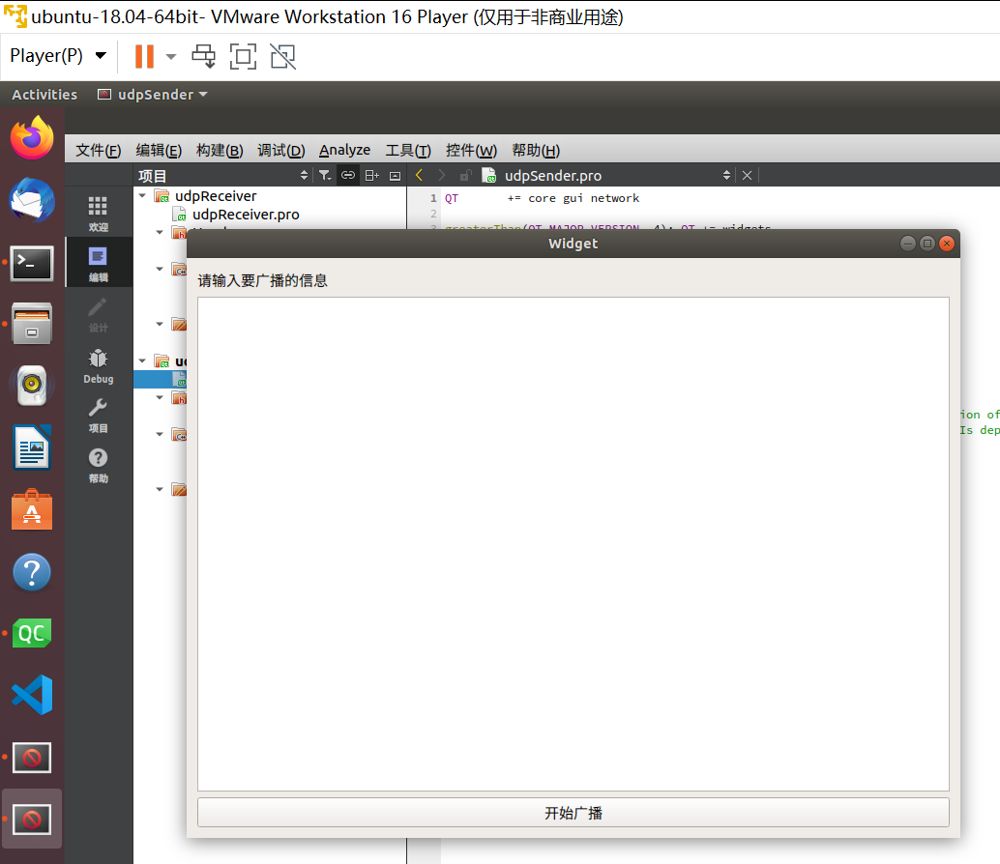 ubuntu-18.04-64bit- VMware Workstation 16 Player (仅用于非商业用途)
Player(P)
Activities udpSender
文件(F) 编辑(E) 构建(B) 调试(D) Analyze 工具(T) 控件(W) 帮助(H)
项目 udpSender.pro
欢迎
编辑
设计
Debug
项目
帮助
udpReceiver
udpReceiver.pro
1 QT += core gui network
2
3 greaterThan(QT_MAJOR_VERSION, 4): QT += widgets
Widget
请输入要广播的信息
ion of
Is dep
开始广播
QC